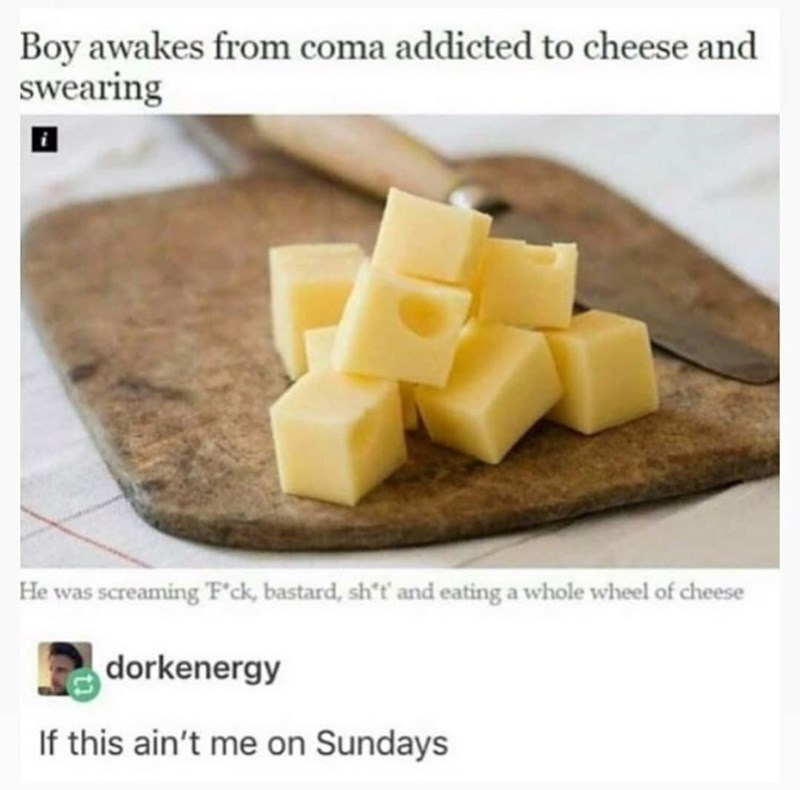 Boy awakes from coma addicted to cheese and
swearing
i
He was screaming 'F*ck, bastard, sh*t' and eating a whole wheel of cheese
dorkenergy
If this ain't me on Sundays